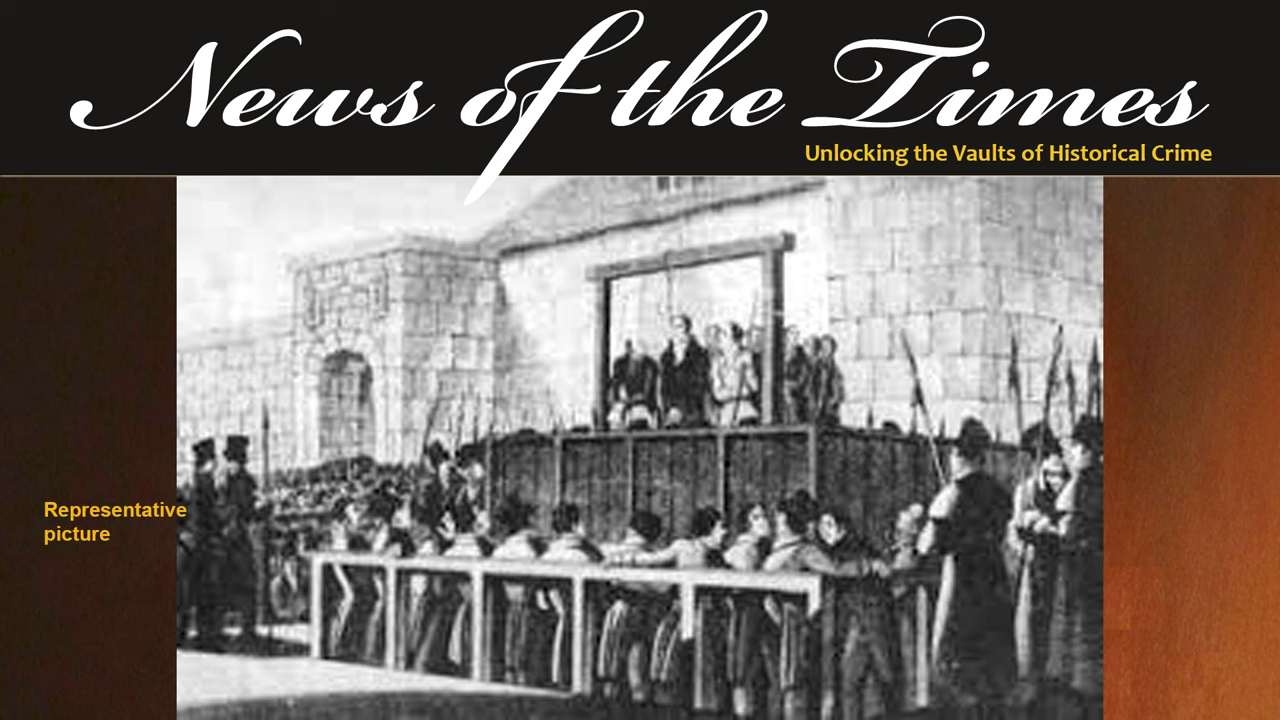 News of the Times
Unlocking the Vaults of Historical Crime
Representative
picture